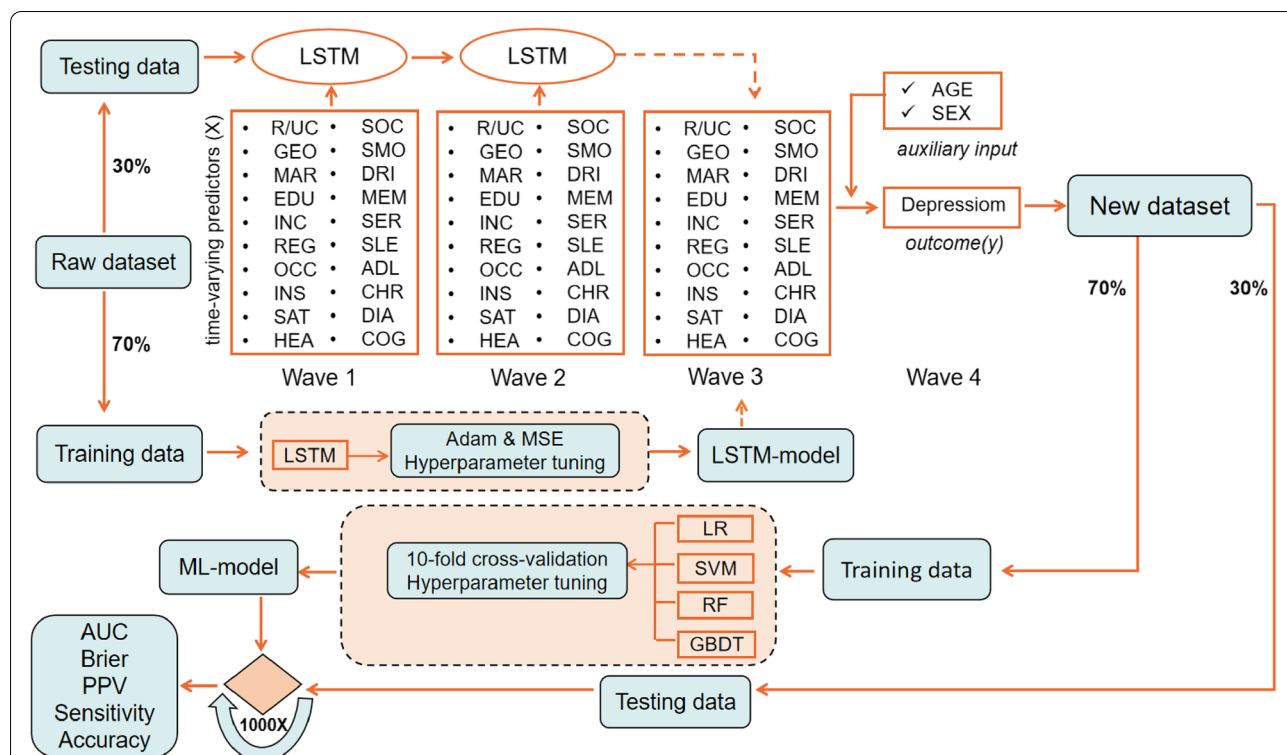 Testing data
LSTM
LSTM
30%
Raw dataset
70%
time-varying predictors (X)
• R/UC • SOC
• GEO • SMO
• MAR • DRI
• EDU • MEM
• INC • SER
• REG • SLE
• OCC • ADL
• INS • CHR
• SAT • DIA
• HEA • COG
Wave 1
• R/UC • SOC
• GEO • SMO
• MAR • DRI
• EDU • MEM
• INC • SER
• REG • SLE
• OCC • ADL
• INS • CHR
• SAT • DIA
• HEA • COG
Wave 2
• R/UC • SOC
• GEO • SMO
• MAR • DRI
• EDU • MEM
• INC • SER
• REG • SLE
• OCC • ADL
• INS • CHR
• SAT • DIA
• HEA • COG
Wave 3
✓ AGE
✓ SEX
auxiliary input
Depressiom
outcome(y)
Wave 4
New dataset
70%
30%
Training data
LSTM
Adam & MSE
Hyperparameter tuning
LSTM-model
ML-model
10-fold cross-validation
Hyperparameter tuning
LR
SVM
RF
GBDT
Training data
AUC
Brier
PPV
Sensitivity
Accuracy
1000X
Testing data